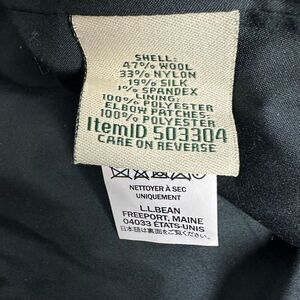 SHELL:
47% WOOL
33% NYLON
19% SILK
1% SPANDEX
LINING:
100% POLYESTER
ELBOW PATCHES:
100% POLYESTER
ItemID 503304
CARE ON REVERSE
NETTOYER À SEC
UNIQUEMENT
L.L.BEAN
FREEPORT, MAINE
04033 ÉTATS-UNIS
日本語は裏面をご覧ください。